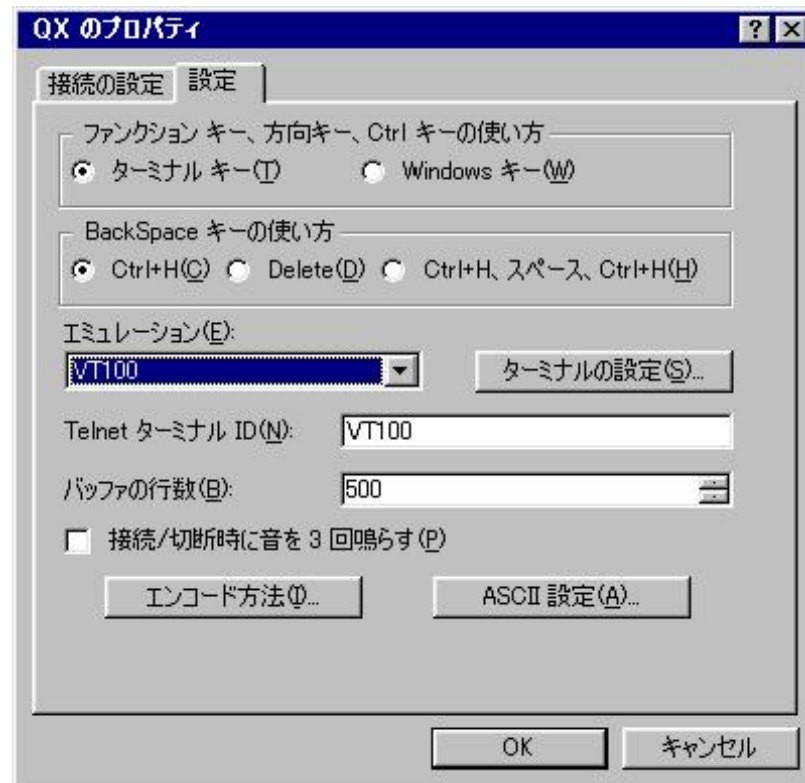 QX のプロパティ
接続の設定 設定
ファンクション キー、方向キー、Ctrl キーの使い方
ターミナル キー(T) Windows キー(W)
BackSpace キーの使い方
Ctrl+H(C) Delete(D) Ctrl+H、スペース、Ctrl+H(H)
エミュレーション(E):
VT100 ターミナルの設定(S)...
Telnet ターミナル ID(N): VT100
バッファの行数(B): 500
接続/切断時に音を 3 回鳴らす(P)
エンコード方法(I)... ASCII 設定(A)...
OK キャンセル